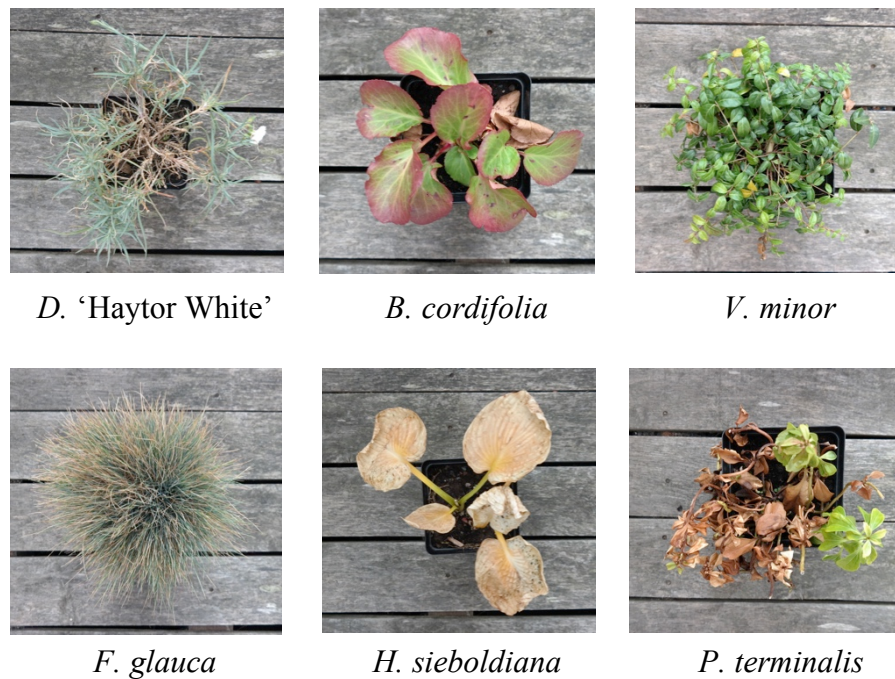 D. ‘Haytor White’
B. cordifolia
V. minor
F. glauca
H. sieboldiana
P. terminalis